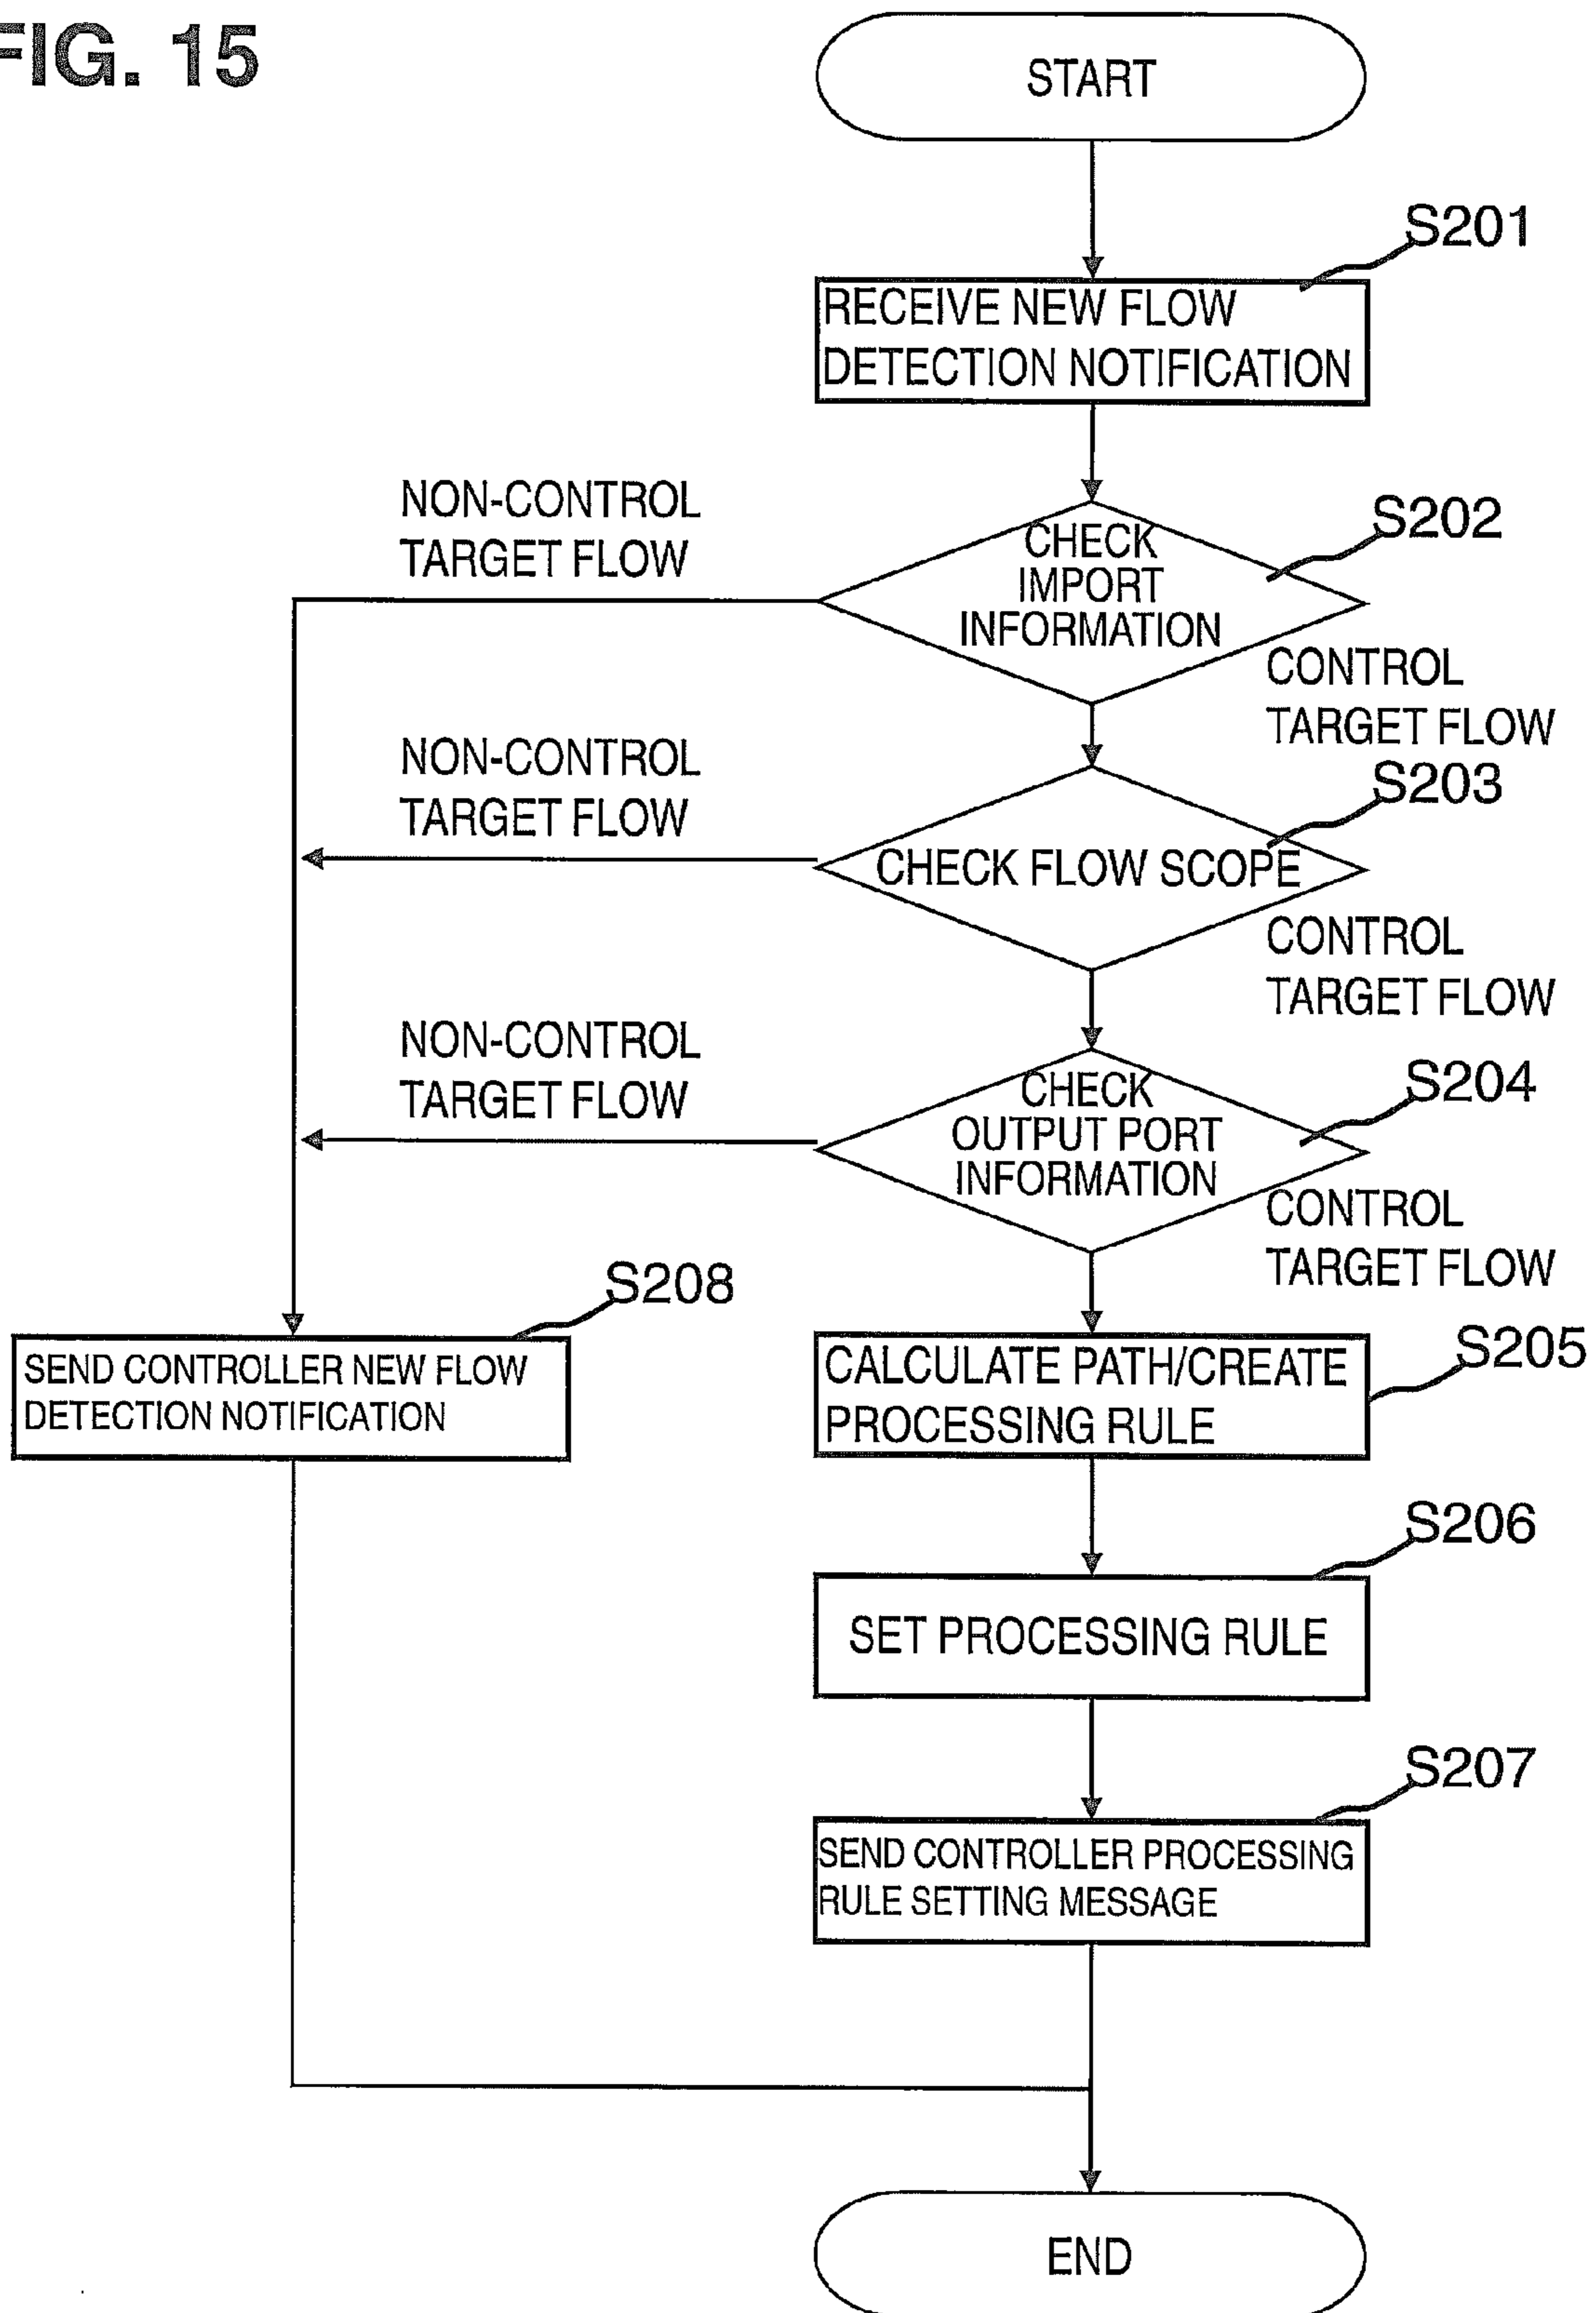 FIG. 15
START
S201
RECEIVE NEW FLOW
DETECTION NOTIFICATION
NON-CONTROL
TARGET FLOW
S202
CHECK
IMPORT
INFORMATION
CONTROL
TARGET FLOW
NON-CONTROL
TARGET FLOW
S203
CHECK FLOW SCOPE
CONTROL
TARGET FLOW
NON-CONTROL
TARGET FLOW
S204
CHECK
OUTPUT PORT
INFORMATION
CONTROL
TARGET FLOW
S208
SEND CONTROLLER NEW FLOW
DETECTION NOTIFICATION
S205
CALCULATE PATH/CREATE
PROCESSING RULE
S206
SET PROCESSING RULE
S207
SEND CONTROLLER PROCESSING
RULE SETTING MESSAGE
END